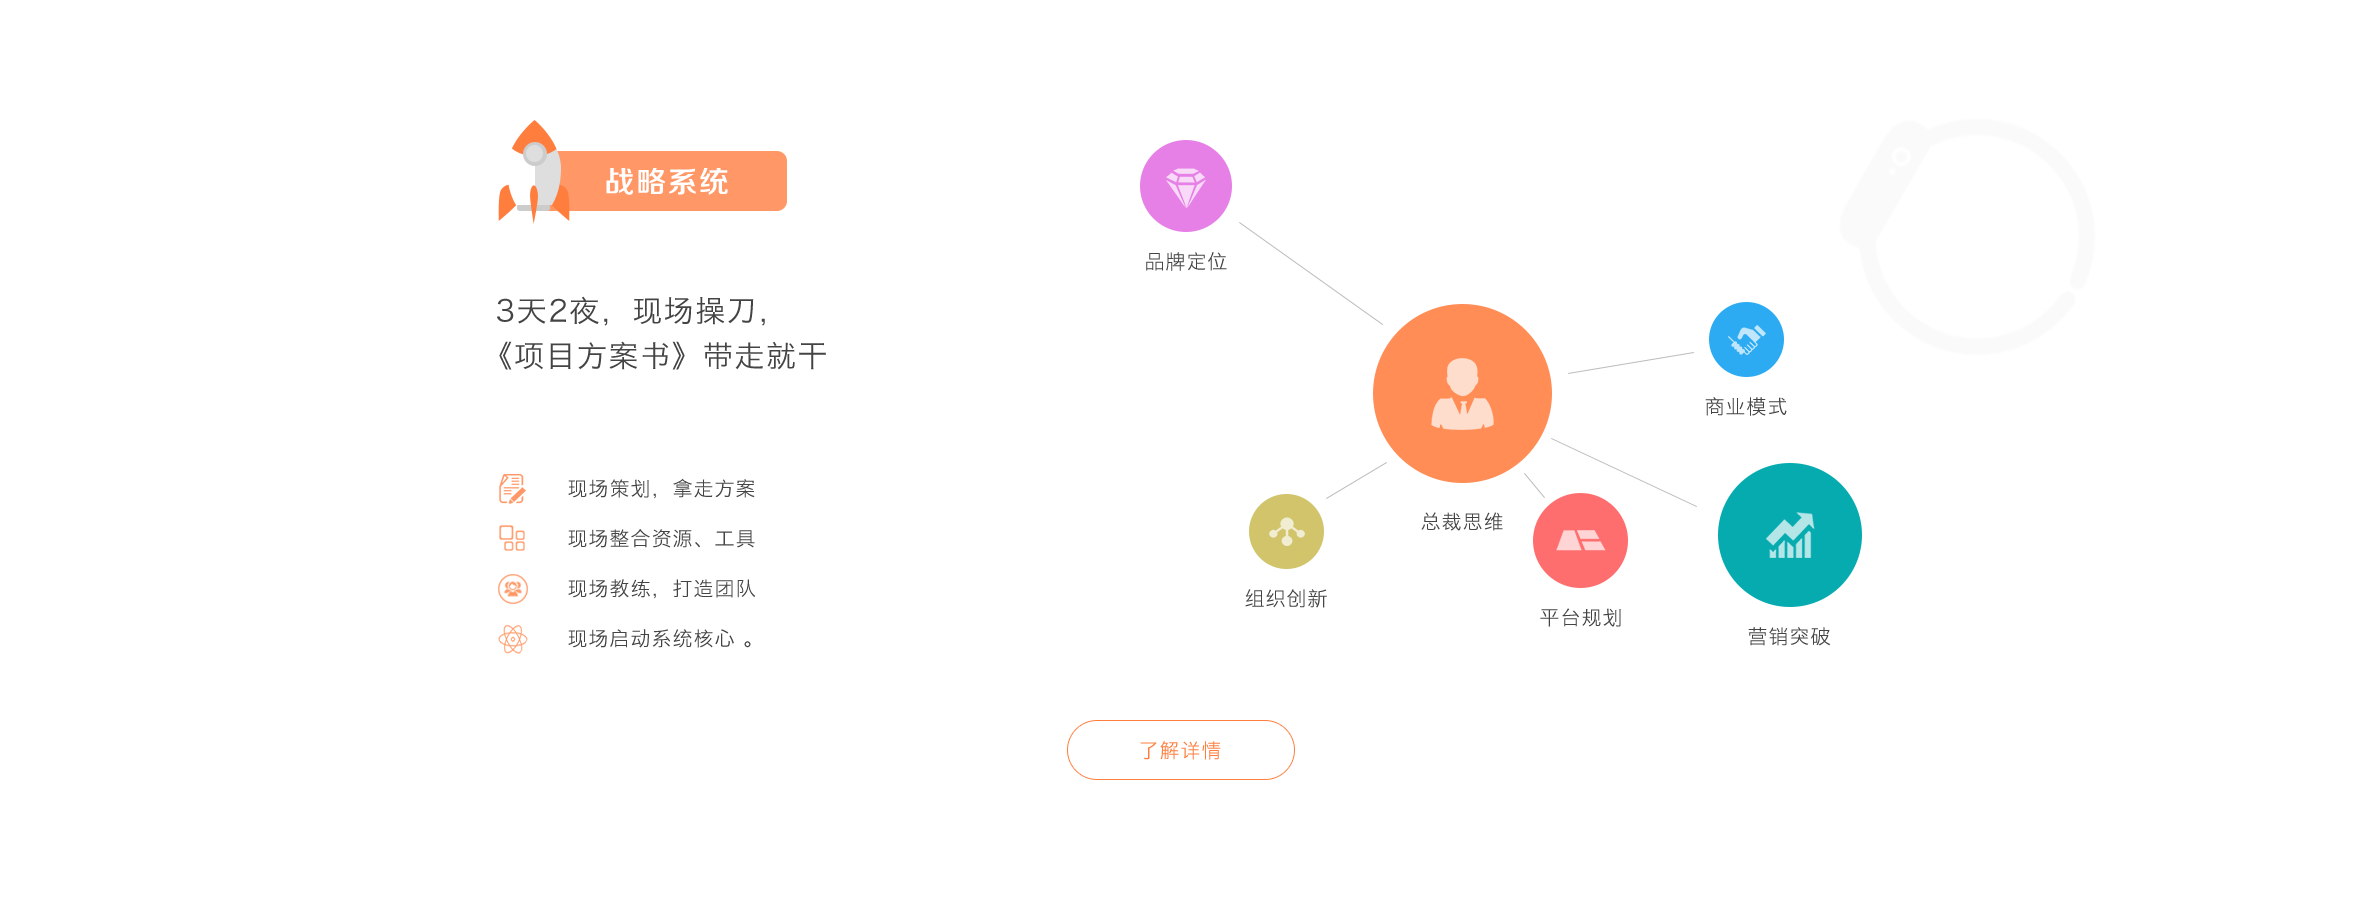 战略系统
3天2夜，现场操刀，
《项目方案书》带走就干
现场策划，拿走方案
现场整合资源、工具
现场教练，打造团队
现场启动系统核心 。
品牌定位
商业模式
总裁思维
组织创新
平台规划
营销突破
了解详情